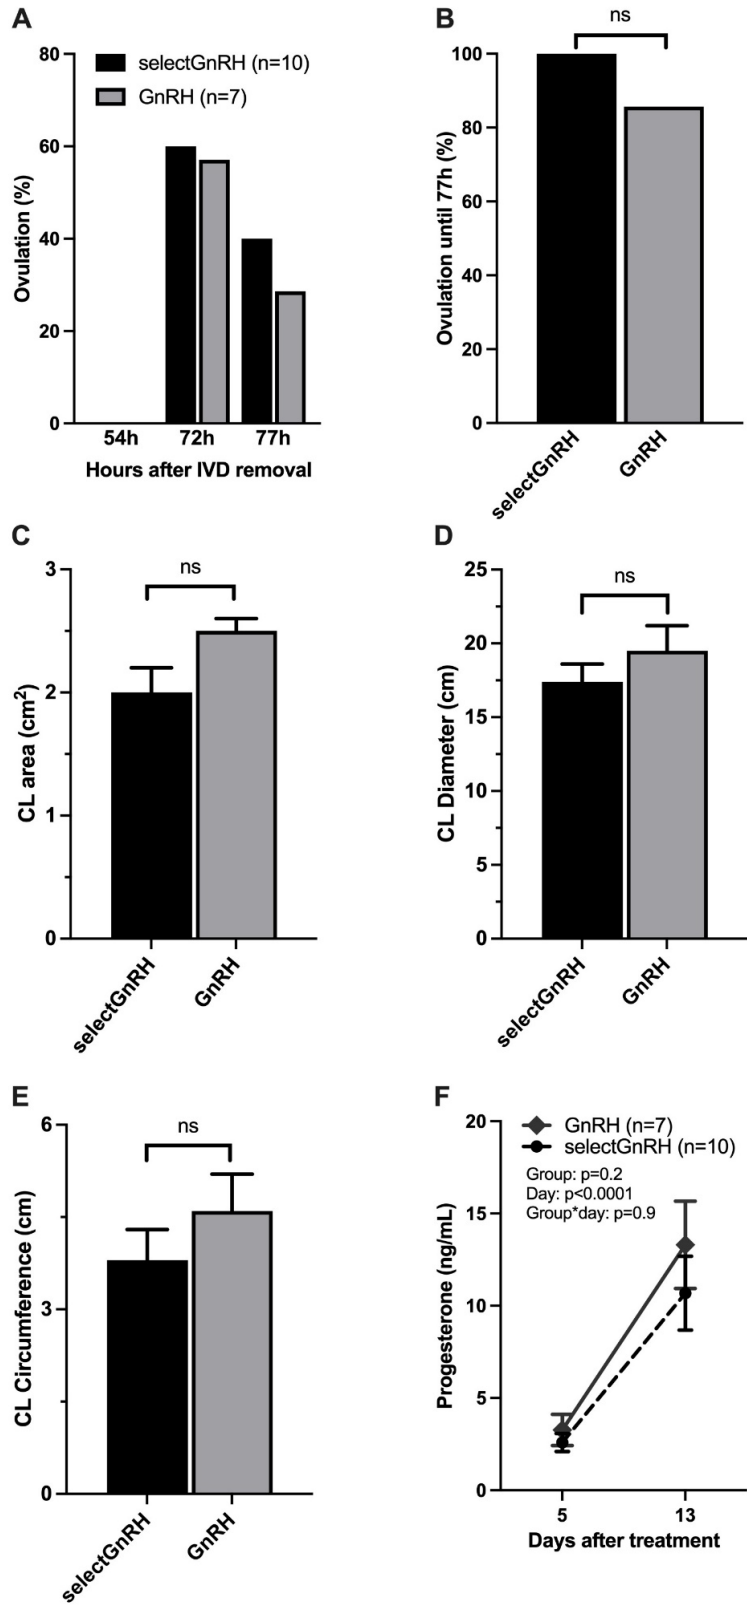 A
80
60
40
20
0
Ovulation (%)
selectGnRH (n=10)
GnRH (n=7)
54h 72h 77h
Hours after IVD removal
B
ns
100
80
60
40
20
0
Ovulation until 77h (%)
selectGnRH
GnRH
C
ns
3
2
1
0
CL area (cm²)
selectGnRH
GnRH
D
ns
25
20
15
10
5
0
CL Diameter (cm)
selectGnRH
GnRH
E
ns
6
3
0
CL Circumference (cm)
selectGnRH
GnRH
F
20
15
10
5
0
Progesterone (ng/mL)
GnRH (n=7)
selectGnRH (n=10)
Group: p=0.2
Day: p<0.0001
Group*day: p=0.9
5 13
Days after treatment